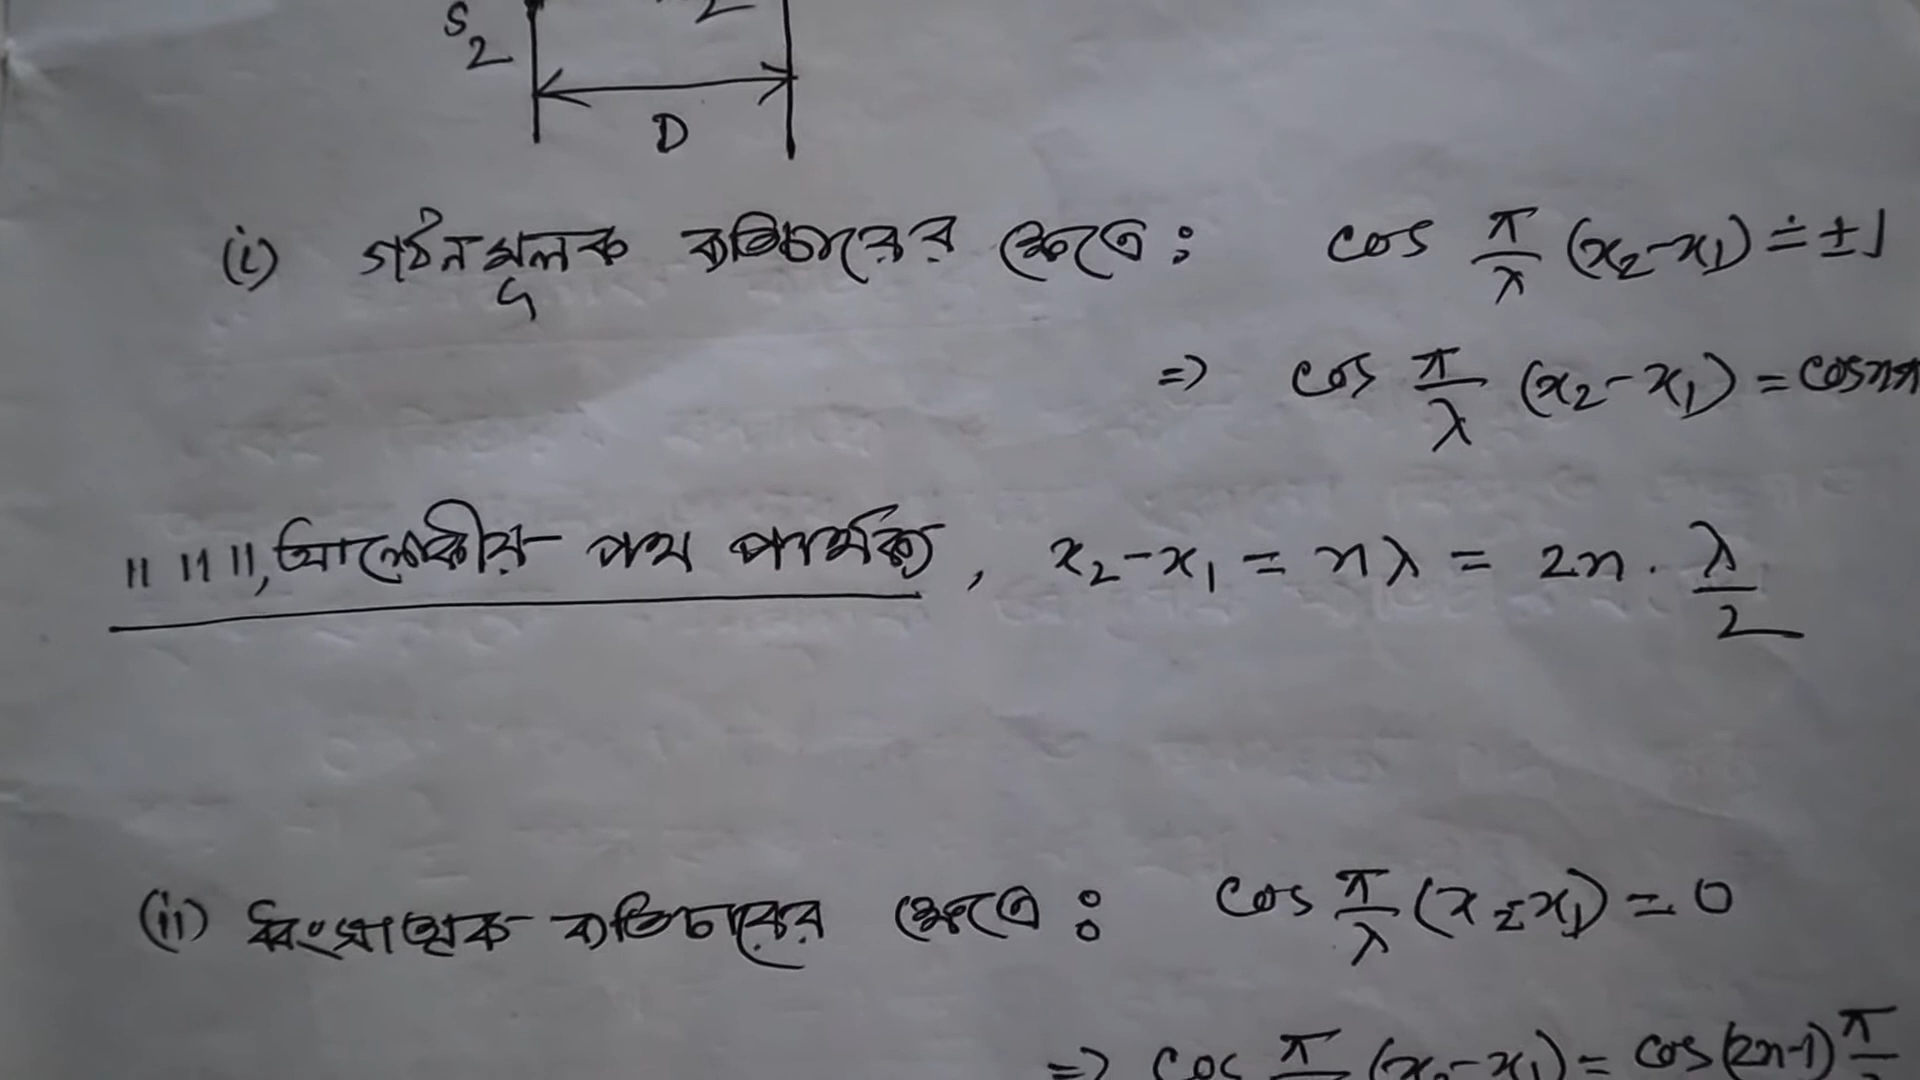 S₂
D
(i) গঠনমূলক ব্যতিচারের ক্ষেত্রে : cos π/λ (x₂-x₁) = ±1
=> cos π/λ (x₂-x₁) = cos nπ
" " ", আলোকীয় পথ পার্থক্য, x₂-x₁ = nλ = 2n. λ/2
(ii) ধ্বংসাত্মক ব্যতিচারের ক্ষেত্রে : cos π/λ (x₂-x₁) = 0
=> cos π (x₂-x₁) = cos (2n-1) π